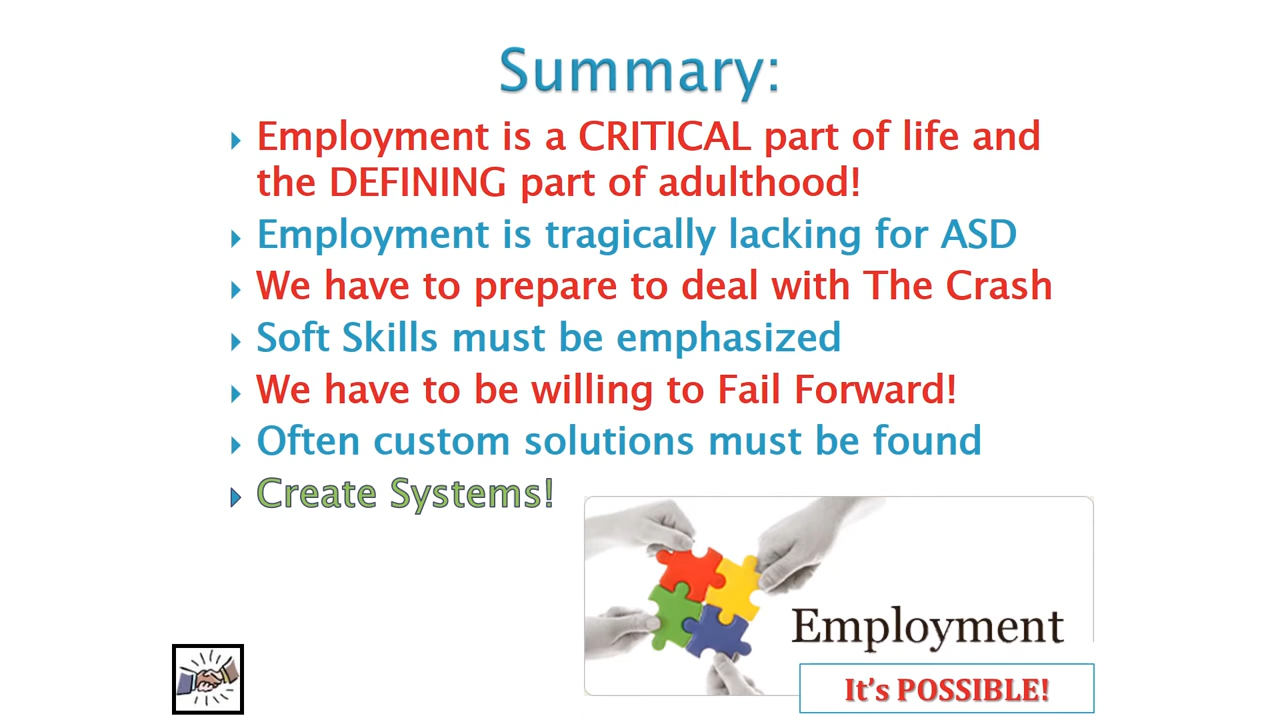 Summary:
Employment is a CRITICAL part of life and
the DEFINING part of adulthood!
Employment is tragically lacking for ASD
We have to prepare to deal with The Crash
Soft Skills must be emphasized
We have to be willing to Fail Forward!
Often custom solutions must be found
Create Systems!
Employment
It's POSSIBLE!